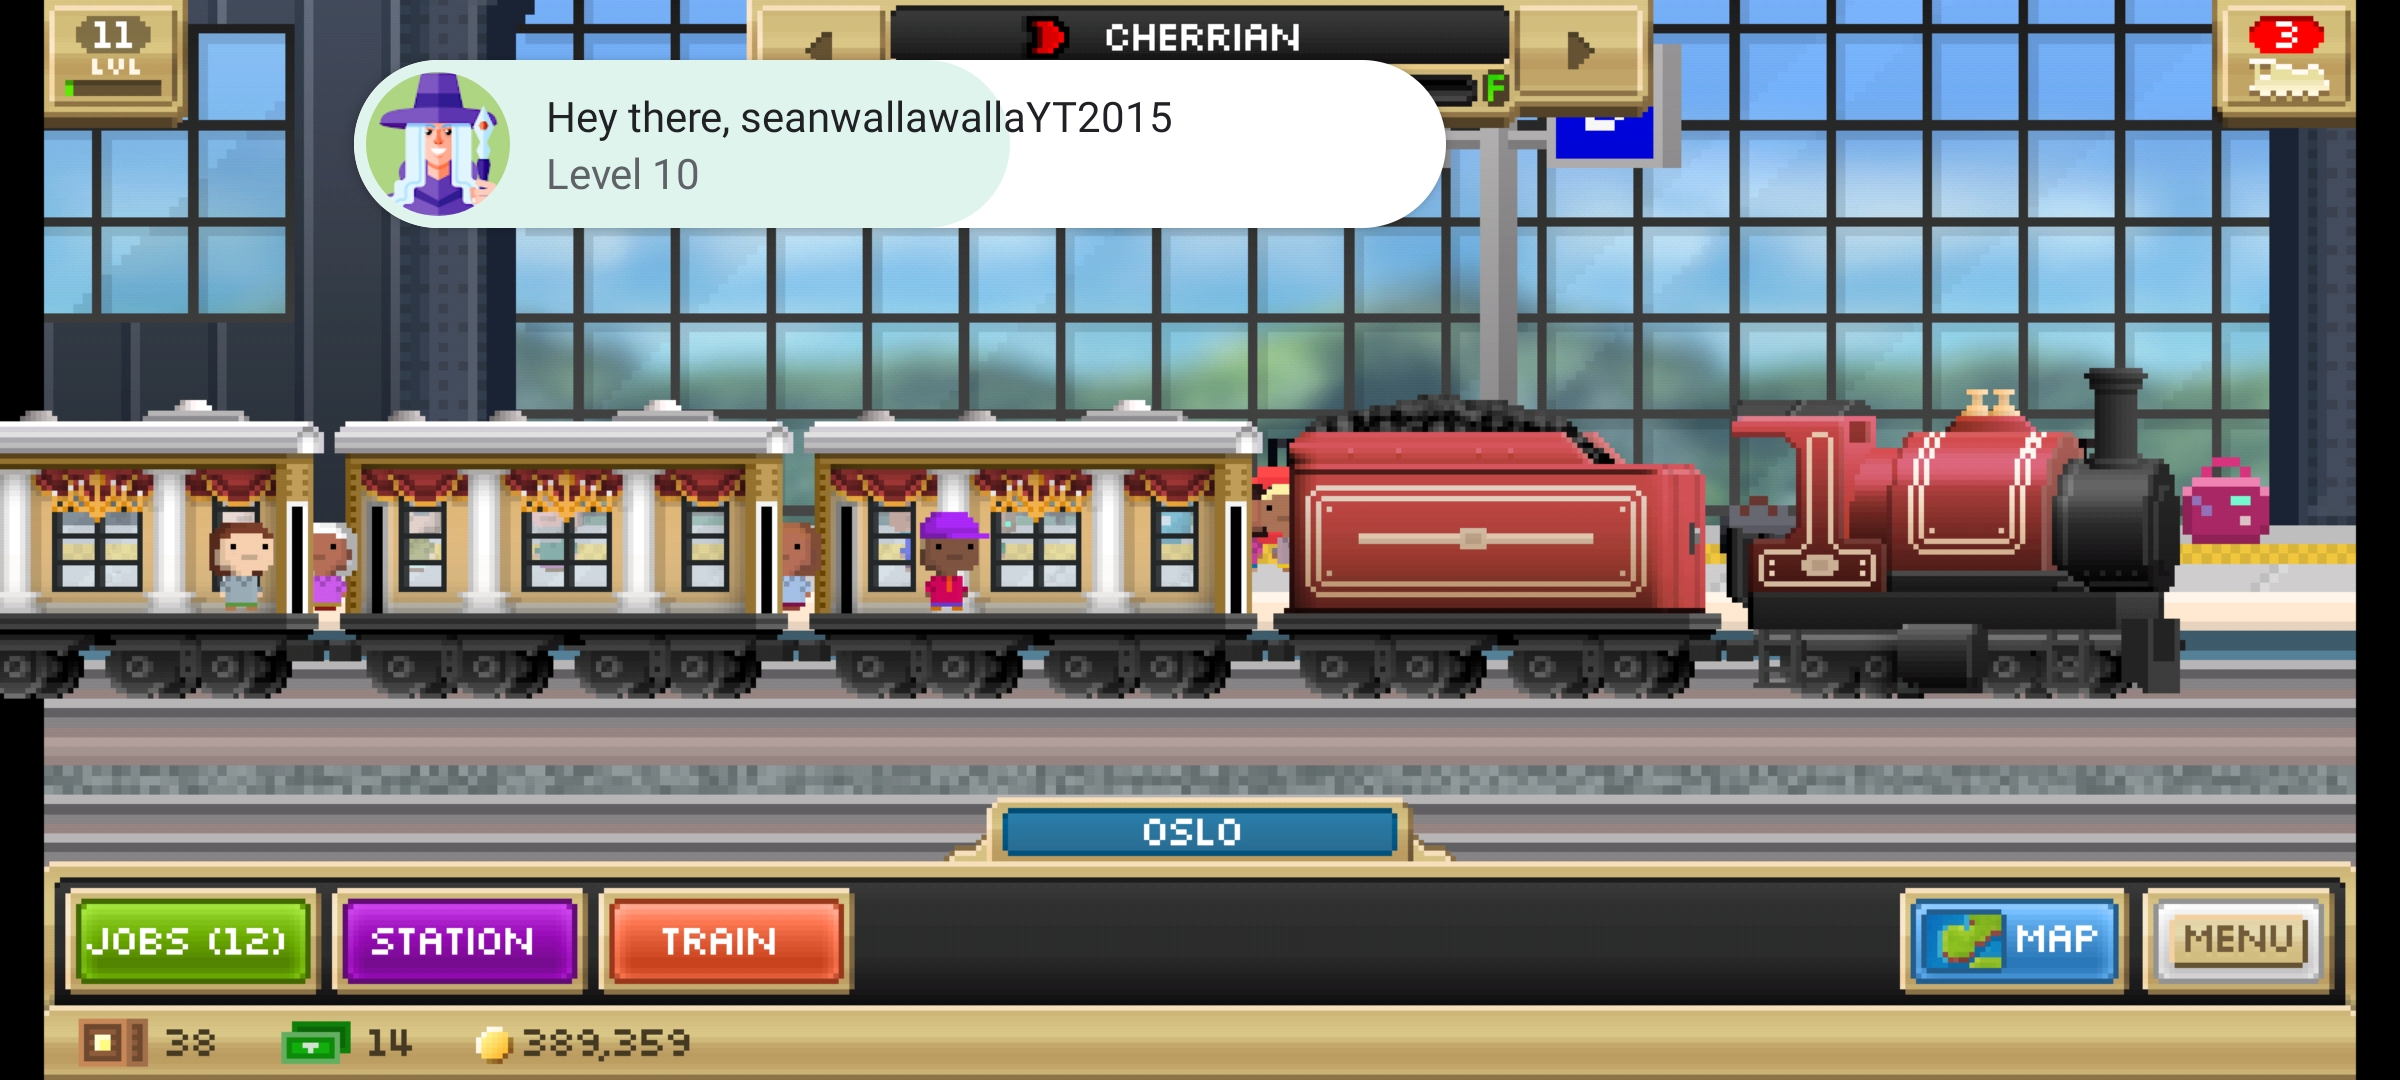 11
LVL
CHERRIAN
3
F
Hey there, seanwallawallaYT2015
Level 10
OSLO
JOBS (12)
STATION
TRAIN
MAP
MENU
38
14
389,359